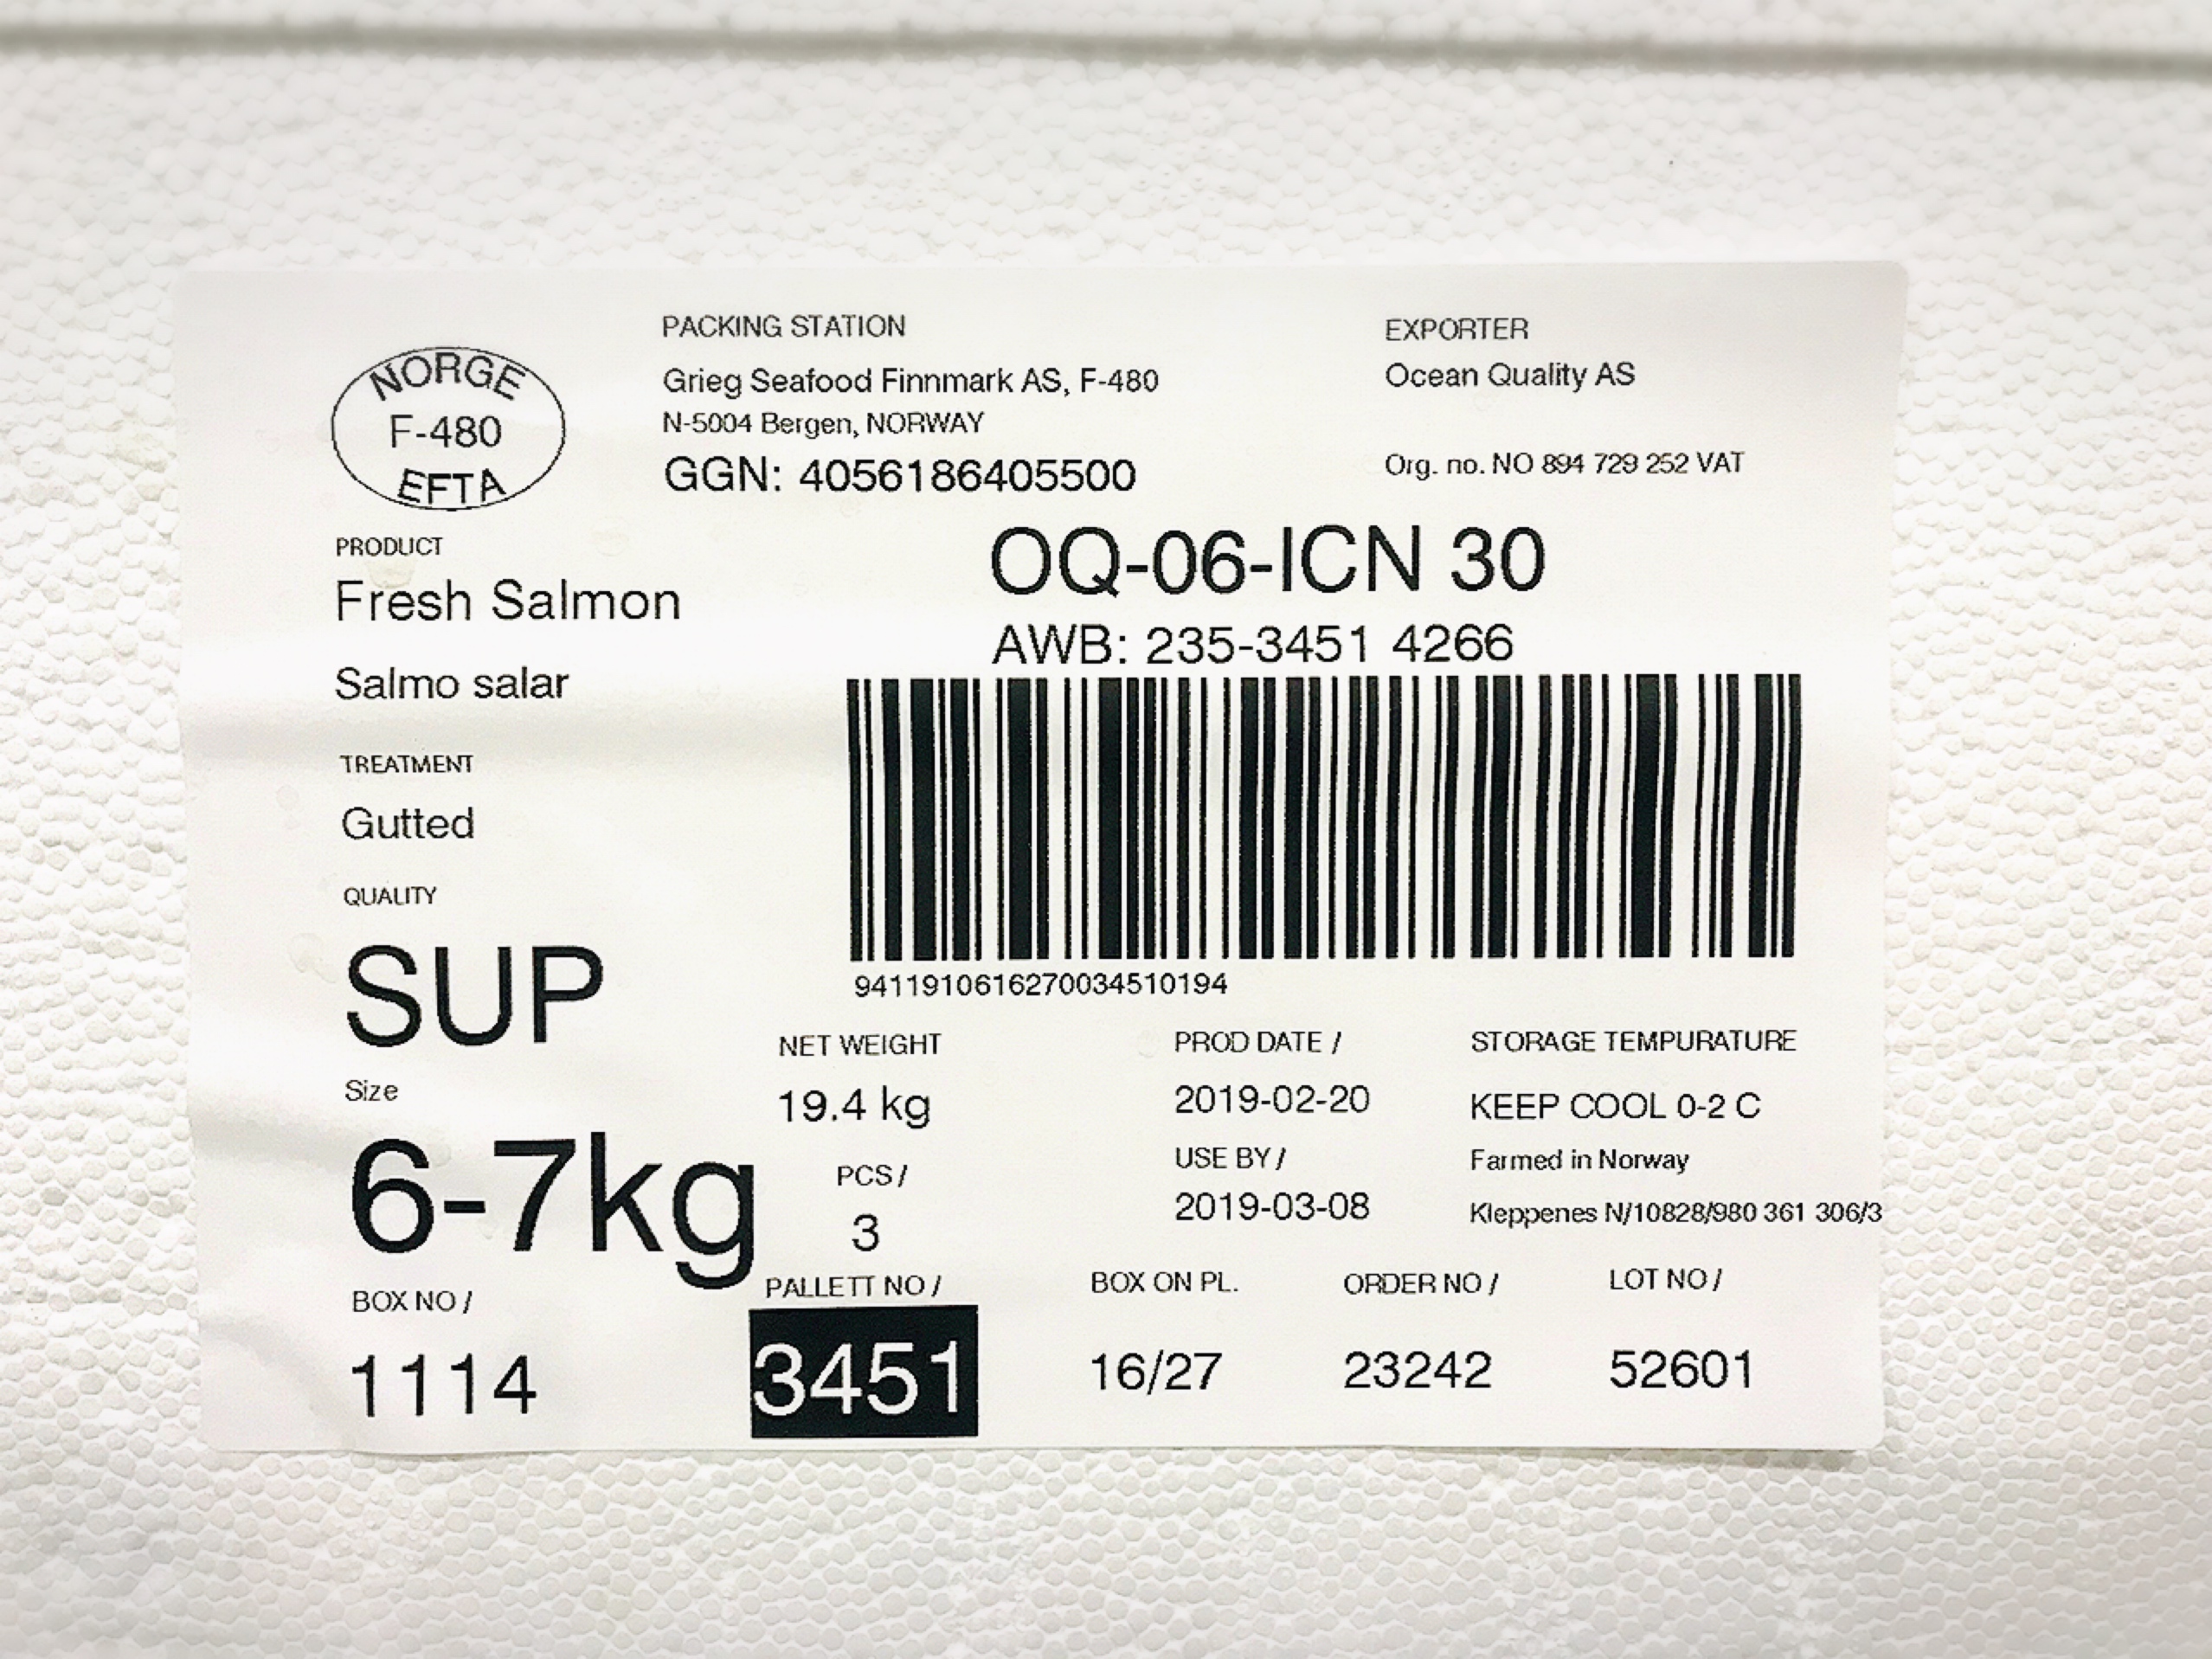 NORGE
F-480
EFTA
PACKING STATION
Grieg Seafood Finnmark AS, F-480
N-5004 Bergen, NORWAY
GGN: 4056186405500
EXPORTER
Ocean Quality AS
Org. no. NO 894 729 252 VAT
PRODUCT
Fresh Salmon
Salmo salar
OQ-06-ICN 30
AWB: 235-3451 4266
9411910616270034510194
TREATMENT
Gutted
QUALITY
SUP
Size
6-7kg
NET WEIGHT
19.4 kg
PCS /
3
PROD DATE /
2019-02-20
USE BY /
2019-03-08
STORAGE TEMPURATURE
KEEP COOL 0-2 C
Farmed in Norway
Kleppenes N/10828/980 361 306/3
BOX NO /
1114
PALLETT NO /
3451
BOX ON PL.
16/27
ORDER NO /
23242
LOT NO /
52601